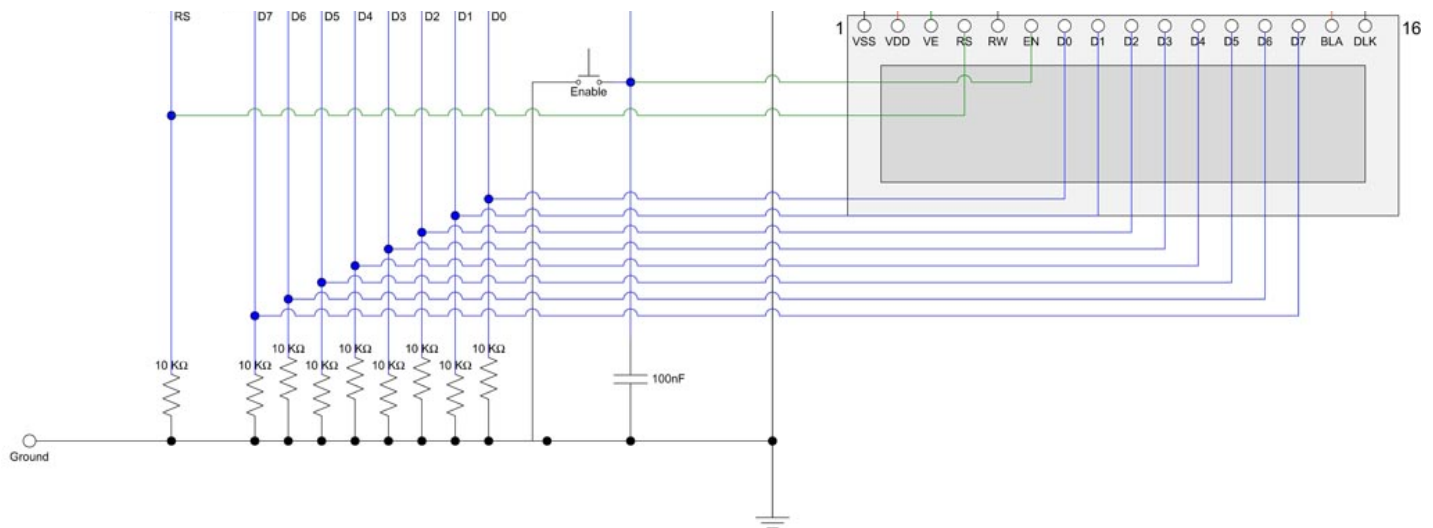 RS D7 D6 D5 D4 D3 D2 D1 D0
1 16
VSS VDD VE RS RW EN D0 D1 D2 D3 D4 D5 D6 D7 BLA DLK
Enable
10 KΩ 10 KΩ 10 KΩ 10 KΩ
10 KΩ 10 KΩ 10 KΩ 10 KΩ 10 KΩ
100nF
Ground